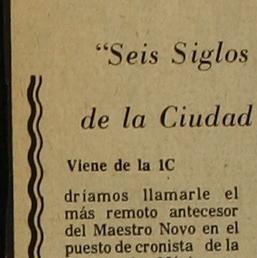 “Seis Siglos
de la Ciudad
Viene de la 1C
dríamos llamarle el
más remoto antecesor
del Maestro Novo en el
puesto de cronista de la